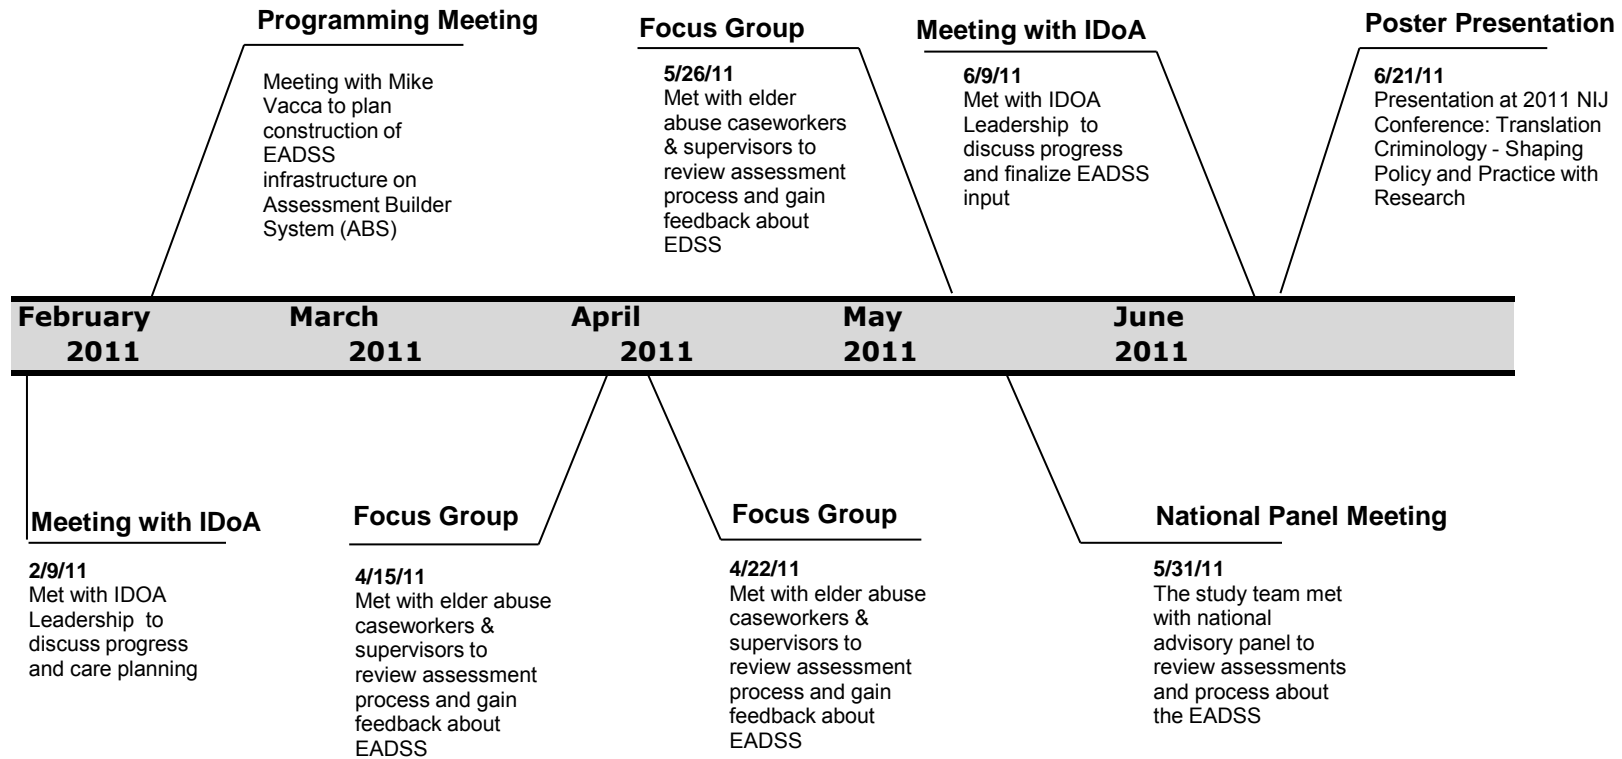 Programming Meeting
Meeting with Mike
Vacca to plan
construction of
EADSS
infrastructure on
Assessment Builder
System (ABS)
Focus Group
5/26/11
Met with elder
abuse caseworkers
& supervisors to
review assessment
process and gain
feedback about
EDSS
Meeting with IDoA
6/9/11
Met with IDOA
Leadership to
discuss progress
and finalize EADSS
input
Poster Presentation
6/21/11
Presentation at 2011 NIJ
Conference: Translation
Criminology - Shaping
Policy and Practice with
Research
February
2011
March
2011
April
2011
May
2011
June
2011
Meeting with IDoA
2/9/11
Met with IDOA
Leadership to
discuss progress
and care planning
Focus Group
4/15/11
Met with elder abuse
caseworkers &
supervisors to
review assessment
process and gain
feedback about
EADSS
Focus Group
4/22/11
Met with elder abuse
caseworkers &
supervisors to
review assessment
process and gain
feedback about
EADSS
National Panel Meeting
5/31/11
The study team met
with national
advisory panel to
review assessments
and process about
the EADSS